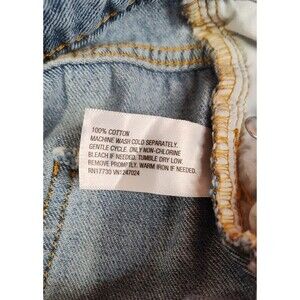 100% COTTON
MACHINE WASH COLD SEPARATELY.
GENTLE CYCLE. ONLY NON-CHLORINE
BLEACH IF NEEDED. TUMBLE DRY LOW.
REMOVE PROMPTLY. WARM IRON IF NEEDED.
RN17730 VN1247024